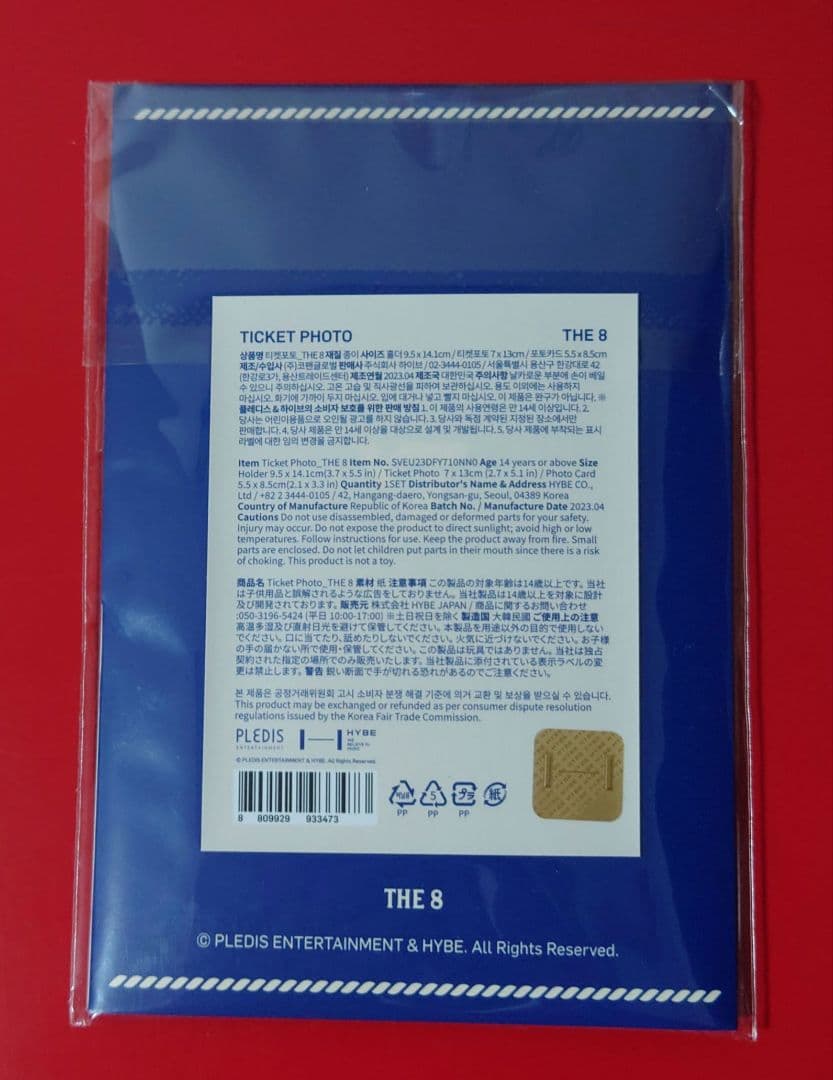 TICKET PHOTO THE 8
상품명 티켓포토_THE 8 재질 종이 사이즈 홀더 9.5 x 14.1cm / 티켓포토 7 x 13cm / 포토카드 5.5 x 8.5cm
제조/수입사 (주)코팬글로벌 판매사 주식회사 하이브 / 02-3444-0105 / 서울특별시 용산구 한강대로 42
(한강로3가, 용산트레이드센터) 제조연월 2023.04 제조국 대한민국 주의사항 날카로운 부분에 손이 베일
수 있으니 주의하십시오. 고온 고습 및 직사광선을 피하여 보관하십시오. 용도 이외에는 사용하지
마십시오. 화기에 가까이 두지 마십시오. 입에 대거나 넣고 빨지 마십시오. 이 제품은 완구가 아닙니다. ※
플레디스 & 하이브의 소비자 보호를 위한 판매 방침 1. 이 제품의 사용연령은 만 14세 이상입니다. 2.
당사는 어린이용품으로 오인될 광고를 하지 않습니다. 3. 당사와 독점 계약된 지정된 장소에서만
판매합니다. 4. 당사 제품은 만 14세 이상을 대상으로 설계 및 개발됩니다. 5. 당사 제품에 부착되는 표시
라벨에 대한 임의 변경을 금지합니다.
Item Ticket Photo_THE 8 Item No. SVEU23DFY710NN0 Age 14 years or above Size
Holder 9.5 x 14.1cm(3.7 x 5.5 in) / Ticket Photo 7 x 13cm (2.7 x 5.1 in) / Photo Card
5.5 x 8.5cm(2.1 x 3.3 in) Quantity 1SET Distributor's Name & Address HYBE CO.,
Ltd / +82 2 3444-0105 / 42, Hangang-daero, Yongsan-gu, Seoul, 04389 Korea
Country of Manufacture Republic of Korea Batch No. / Manufacture Date 2023.04
Cautions Do not use disassembled, damaged or deformed parts for your safety.
Injury may occur. Do not expose the product to direct sunlight; avoid high or low
temperatures. Follow instructions for use. Keep the product away from fire. Small
parts are enclosed. Do not let children put parts in their mouth since there is a risk
of choking. This product is not a toy.
商品名 Ticket Photo_THE 8 素材 紙 注意事項 この製品の対象年齢は14歳以上です。当社
は子供用品と誤解されるような広告をしておりません。当社製品は14歳以上を対象に設計
及び開発されております。販売元 株式会社 HYBE JAPAN / 商品に関するお問い合わせ
:050-3196-5424 (平日 10:00-17:00) ※土日祝日を除く 製造国 大韓民國 ご使用上の注意
高温多湿及び直射日光を避けて保管してください。本製品を用途以外の目的で使用しない
でください。口に当てたり、舐めたりしないでください。火気に近づけないでください。お子様
の手の届かない所で使用・保管してください。この製品は玩具ではありません。当社は独占
契約された指定の場所でのみ販売いたします。当社製品に添付されている表示ラベルの変
更は禁止します。警告 鋭い断面で手が切れる恐れがあるのでご注意ください。
본 제품은 공정거래위원회 고시 소비자 분쟁 해결 기준에 의거 교환 및 보상을 받으실 수 있습니다.
This product may be exchanged or refunded as per consumer dispute resolution
regulations issued by the Korea Fair Trade Commission.
PLEDIS HYBE
ENTERTAINMENT WE BELIEVE IN MUSIC
© PLEDIS ENTERTAINMENT & HYBE. All Rights Reserved.
비닐류 5 プラ 紙
PP PP PP
8 809929 933473
THE 8
© PLEDIS ENTERTAINMENT & HYBE. All Rights Reserved.